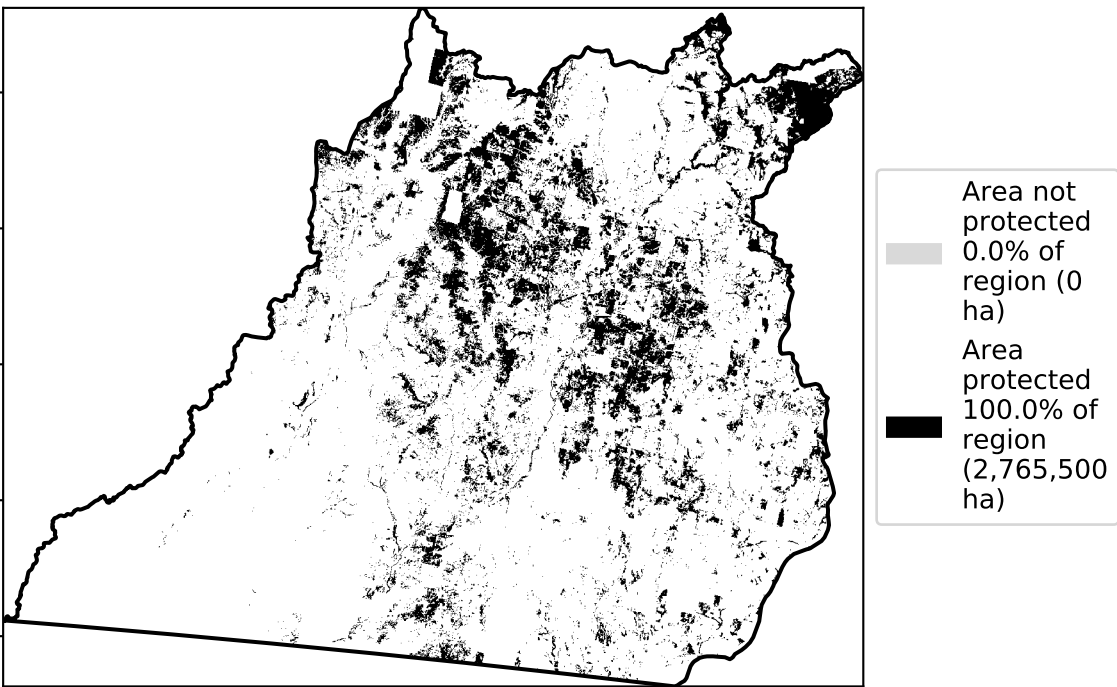 Area not
protected
0.0% of
region (0
ha)
Area
protected
100.0% of
region
(2,765,500
ha)